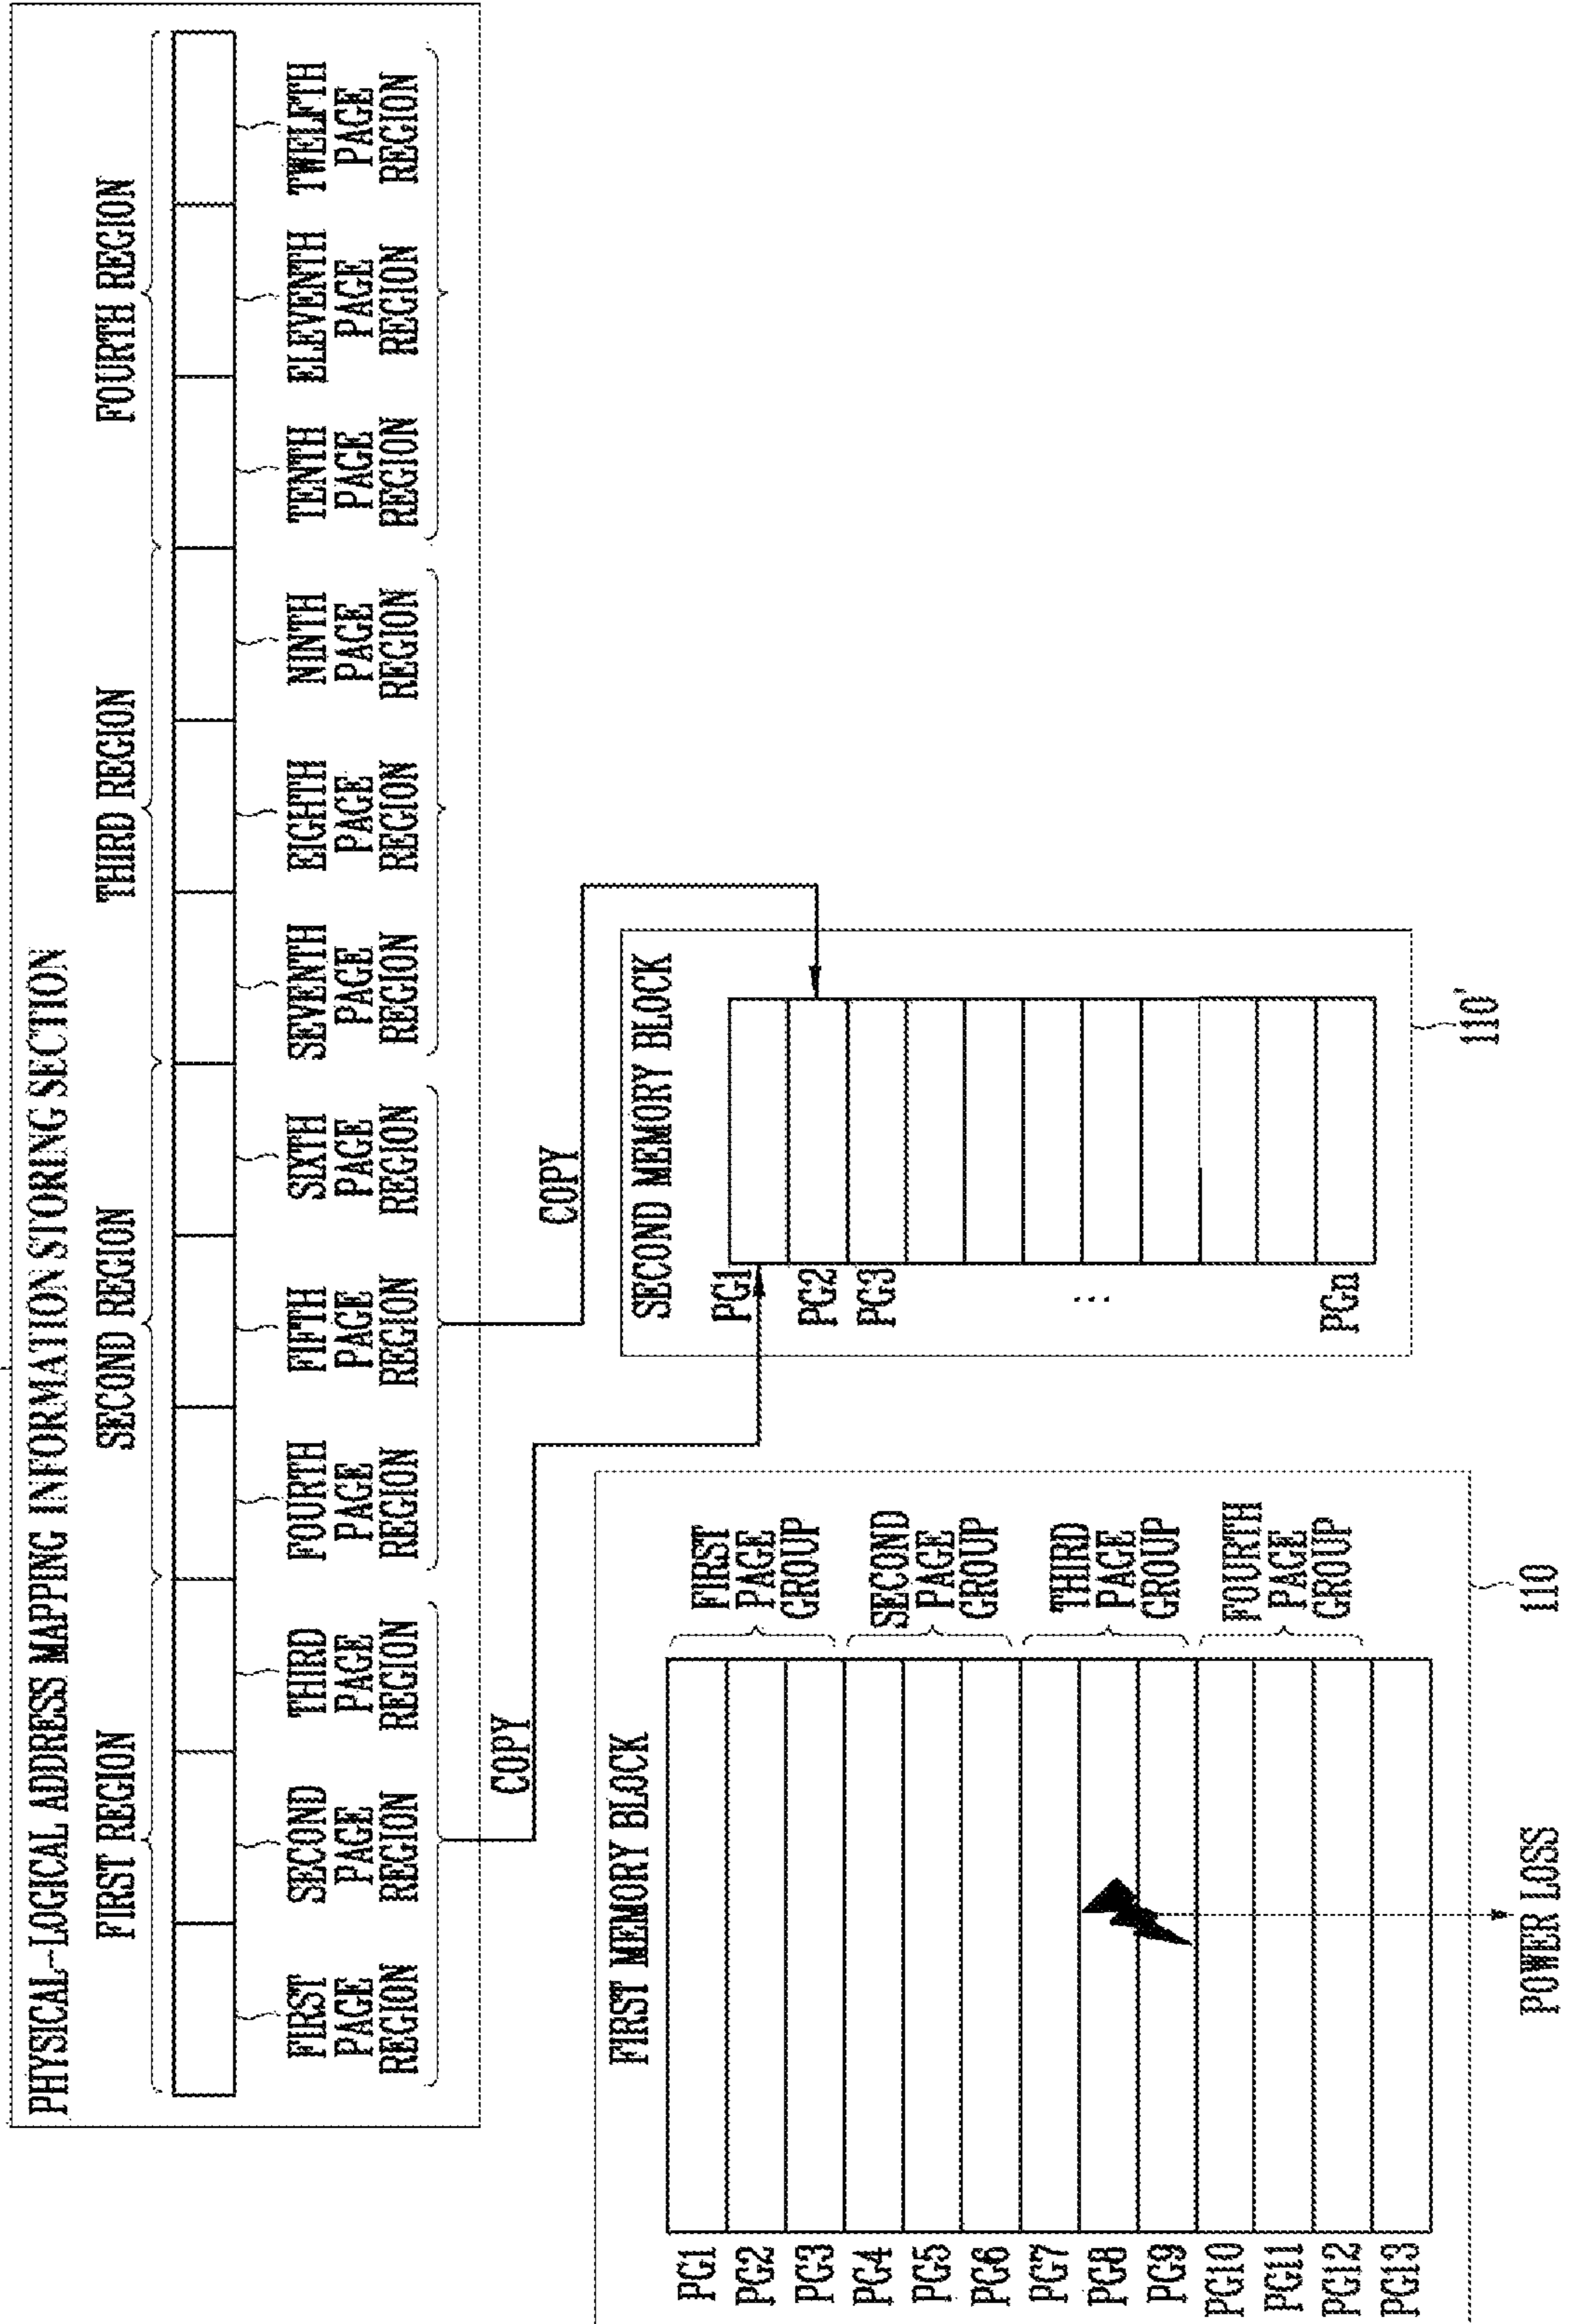 PHYSICAL-LOGICAL ADDRESS MAPPING INFORMATION STORING SECTION
FIRST REGION
SECOND REGION
THIRD REGION
FOURTH REGION
FIRST
PAGE
REGION
SECOND
PAGE
REGION
THIRD
PAGE
REGION
FOURTH
PAGE
REGION
FIFTH
PAGE
REGION
SIXTH
PAGE
REGION
SEVENTH
PAGE
REGION
EIGHTH
PAGE
REGION
NINTH
PAGE
REGION
TENTH
PAGE
REGION
ELEVENTH
PAGE
REGION
TWELFTH
PAGE
REGION
COPY
COPY
FIRST MEMORY BLOCK
PG1
PG2
PG3
PG4
PG5
PG6
PG7
PG8
PG9
PG10
PG11
PG12
PG13
FIRST
PAGE
GROUP
SECOND
PAGE
GROUP
THIRD
PAGE
GROUP
FOURTH
PAGE
GROUP
110
POWER LOSS
SECOND MEMORY BLOCK
PG1
PG2
PG3
...
PGn
110'